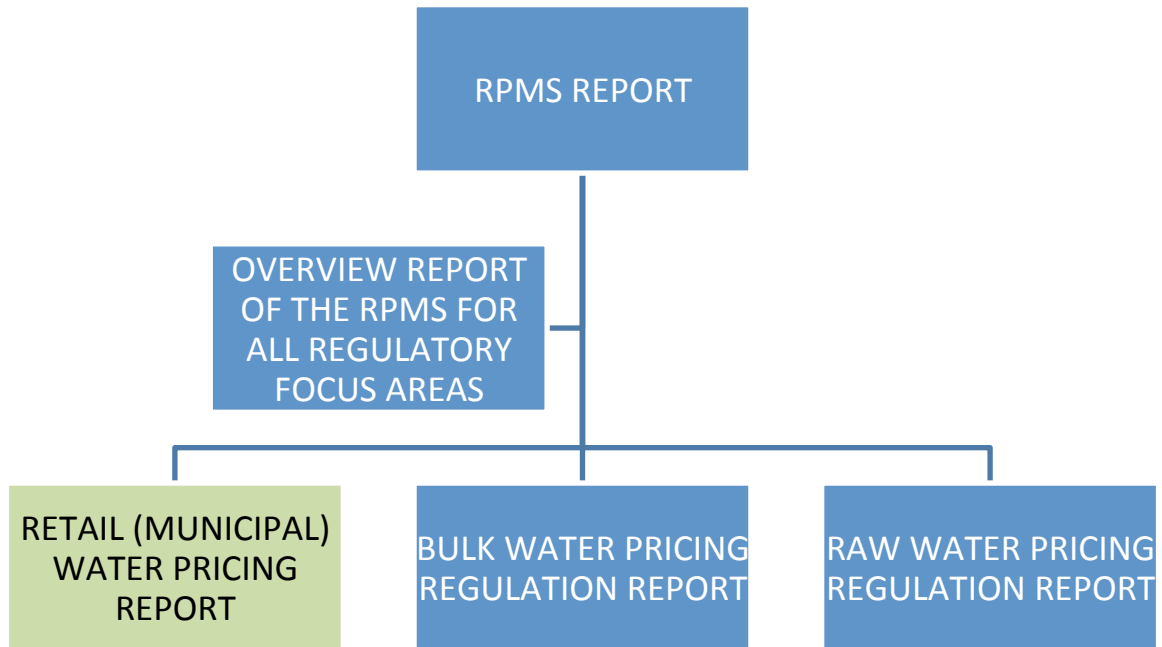 RPMS REPORT
OVERVIEW REPORT
OF THE RPMS FOR
ALL REGULATORY
FOCUS AREAS
RETAIL (MUNICIPAL)
WATER PRICING
REPORT
BULK WATER PRICING
REGULATION REPORT
RAW WATER PRICING
REGULATION REPORT